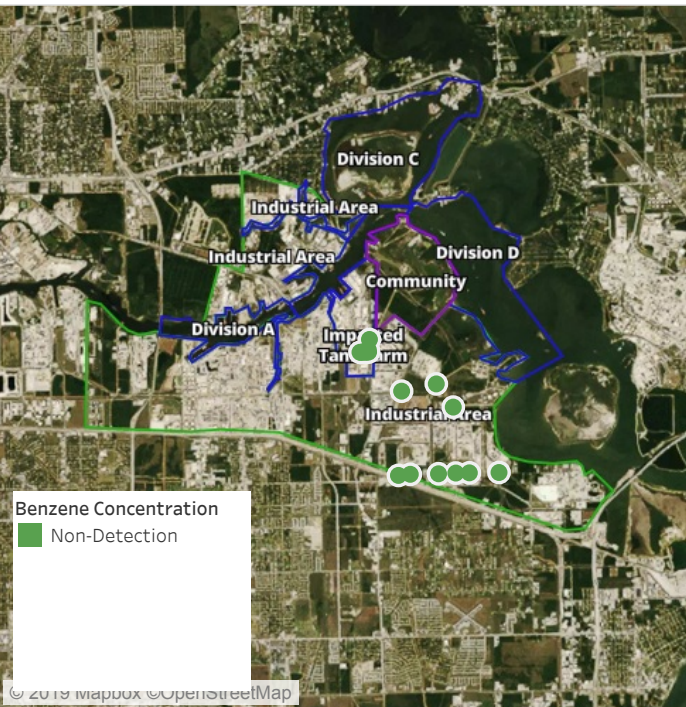 Division C
Industrial Area
Division D
Industrial Area
Community
Division A
Tank Farm
Industrial Area
Benzene Concentration
Non-Detection
© 2019 Mapbox ©OpenStreetMap